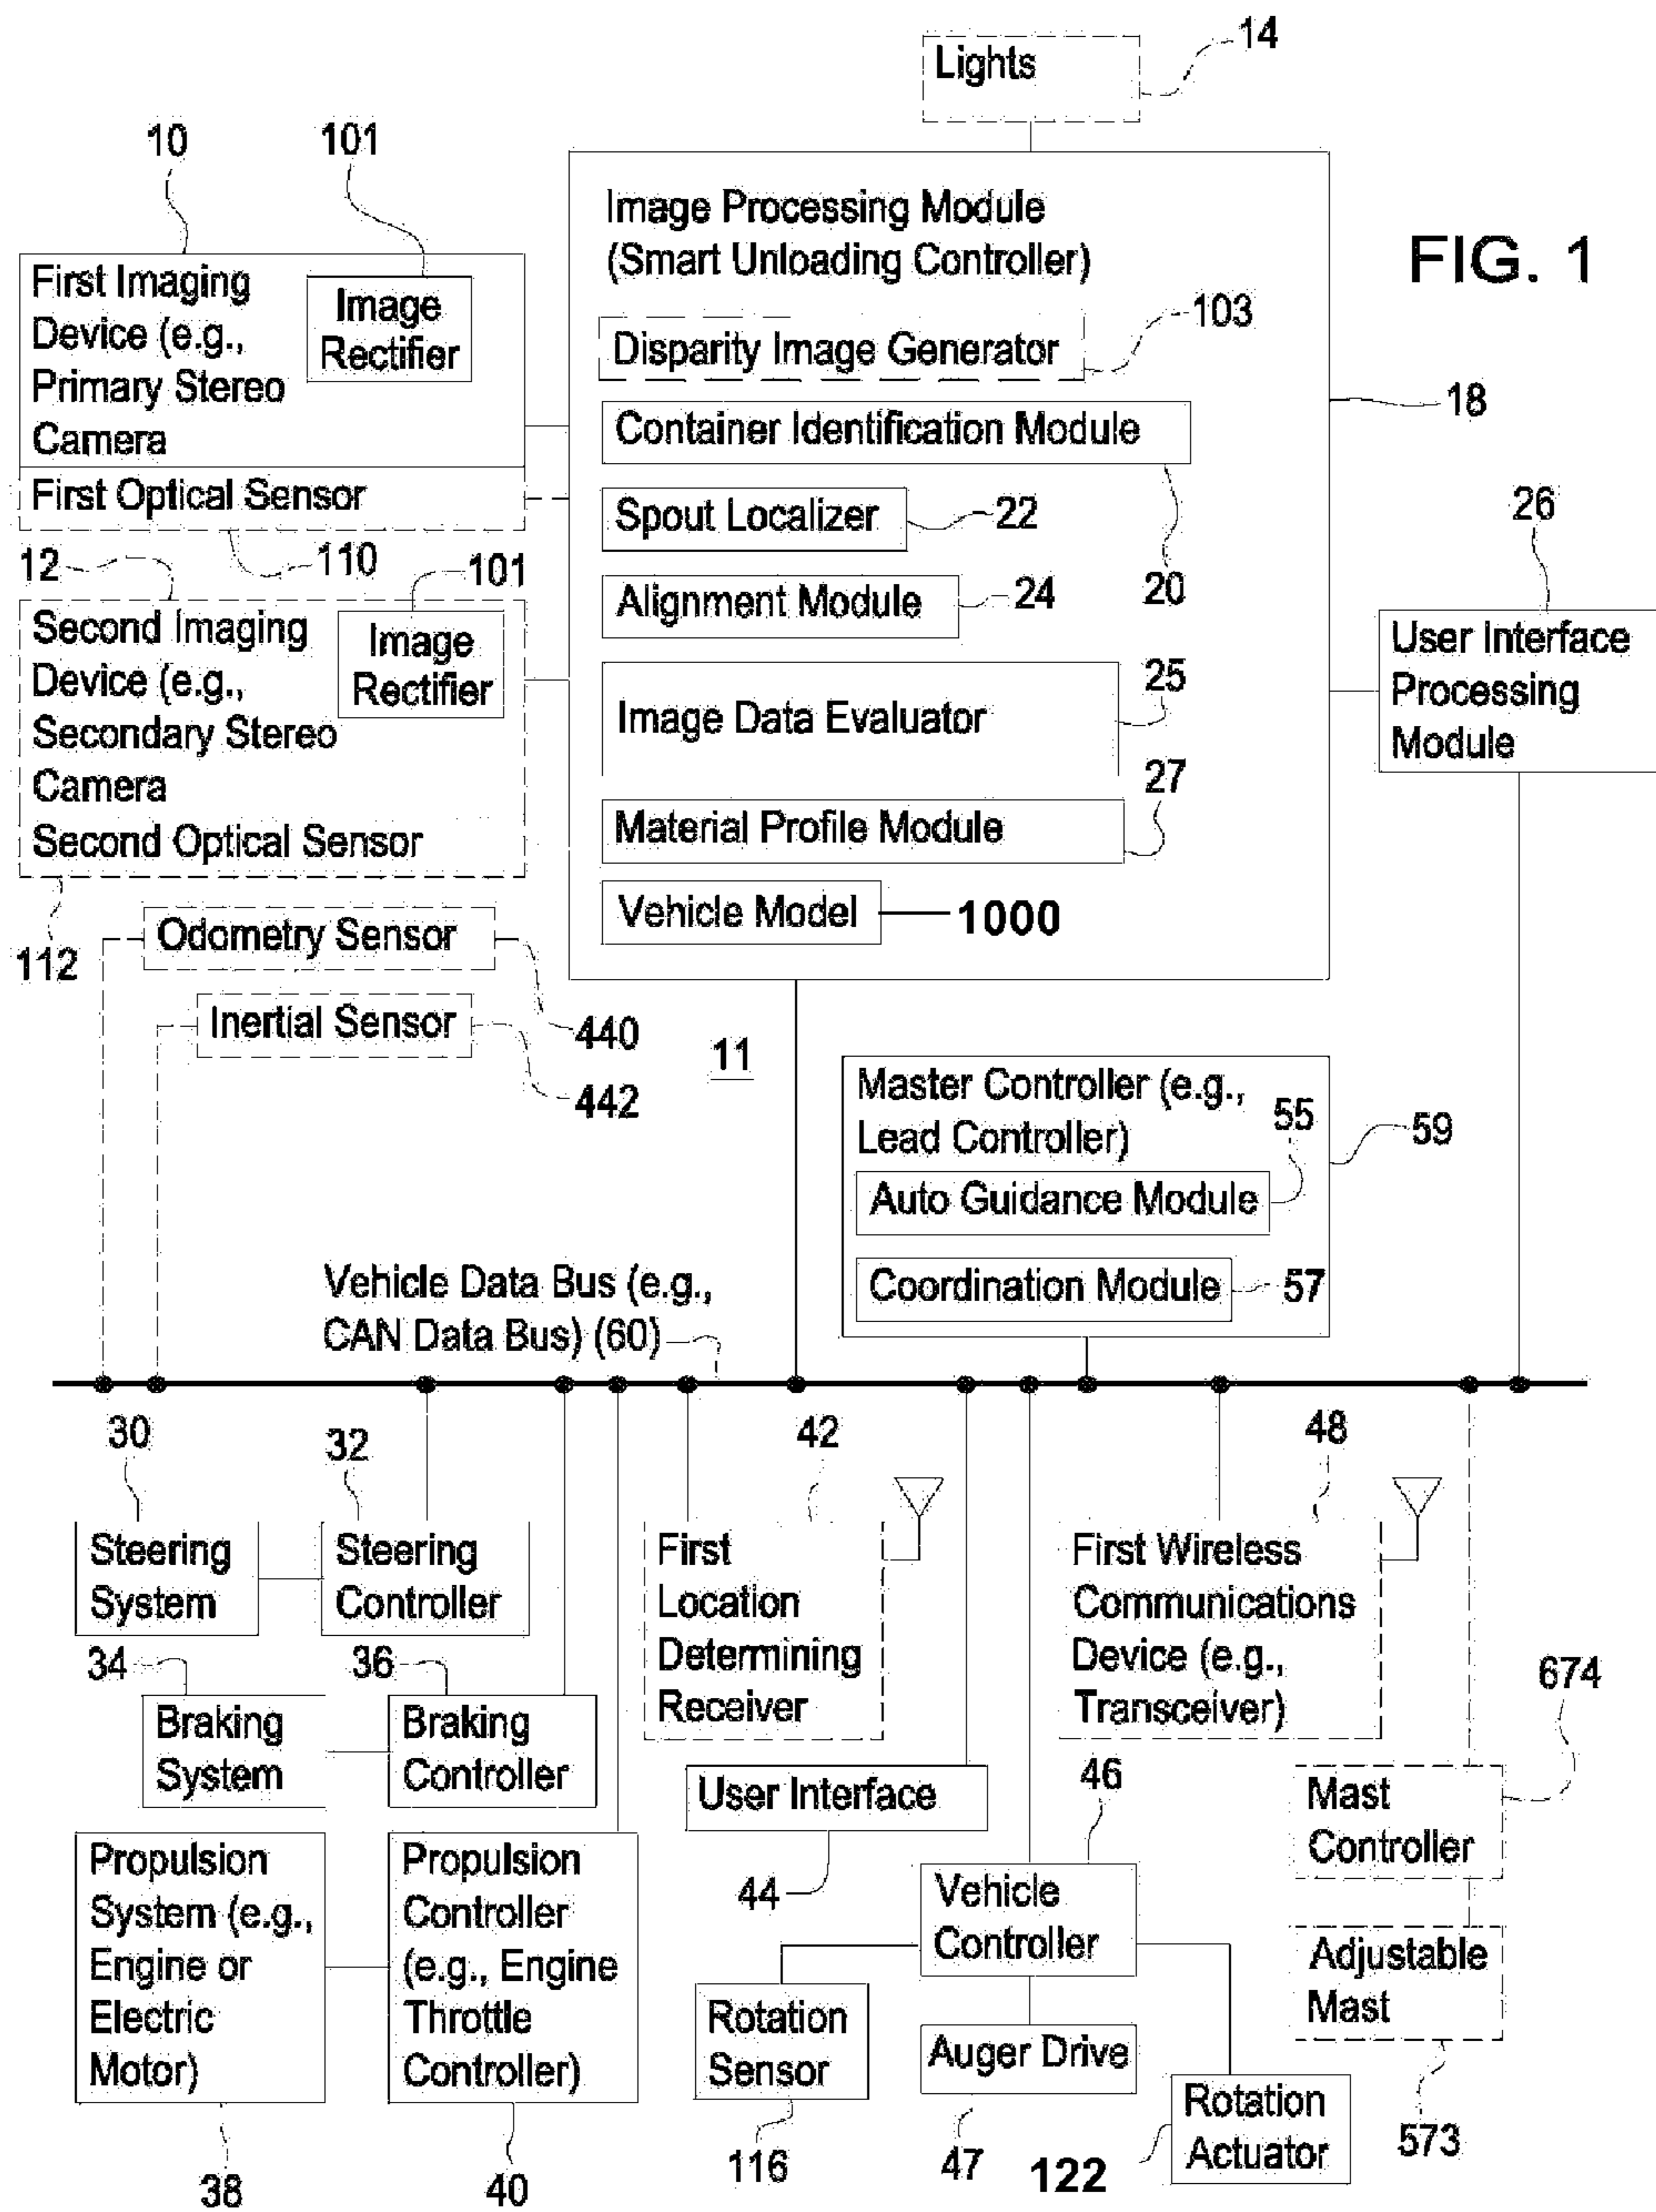 14
Lights
10
101
First Imaging
Device (e.g.,
Primary Stereo
Camera
Image
Rectifier
First Optical Sensor
110
Image Processing Module
(Smart Unloading Controller)
FIG. 1
Disparity Image Generator
103
18
Container Identification Module
20
Spout Localizer
22
Alignment Module
24
Image Data Evaluator
25
Material Profile Module
27
Vehicle Model
1000
26
User Interface
Processing
Module
12
101
Second Imaging
Device (e.g.,
Secondary Stereo
Camera
Image
Rectifier
Second Optical Sensor
112
Odometry Sensor
440
Inertial Sensor
442
11
Master Controller (e.g.,
Lead Controller)
55
59
Auto Guidance Module
Coordination Module
57
Vehicle Data Bus (e.g.,
CAN Data Bus) (60)
30
32
42
48
Steering
System
Steering
Controller
First
Location
Determining
Receiver
First Wireless
Communications
Device (e.g.,
Transceiver)
34
36
Braking
System
Braking
Controller
674
User Interface
44
46
Mast
Controller
Propulsion
System (e.g.,
Engine or
Electric
Motor)
38
Propulsion
Controller
(e.g., Engine
Throttle
Controller)
40
Vehicle
Controller
Adjustable
Mast
573
Rotation
Sensor
116
Auger Drive
47
122
Rotation
Actuator